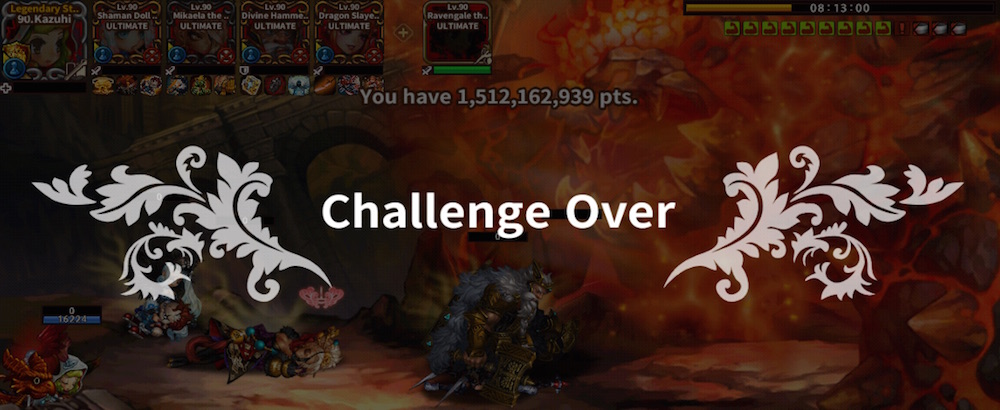 Legendary St..
90.Kazuhi
Lv.90
Shaman Doll ..
ULTIMATE
Lv.90
Mikaela the ..
ULTIMATE
Lv.90
Divine Hamme..
ULTIMATE
Lv.90
Dragon Slaye..
ULTIMATE
Lv.90
Ravengale th..
ULTIMATE
08:13:00
You have 1,512,162,939 pts.
Challenge Over
0
0
16224
0